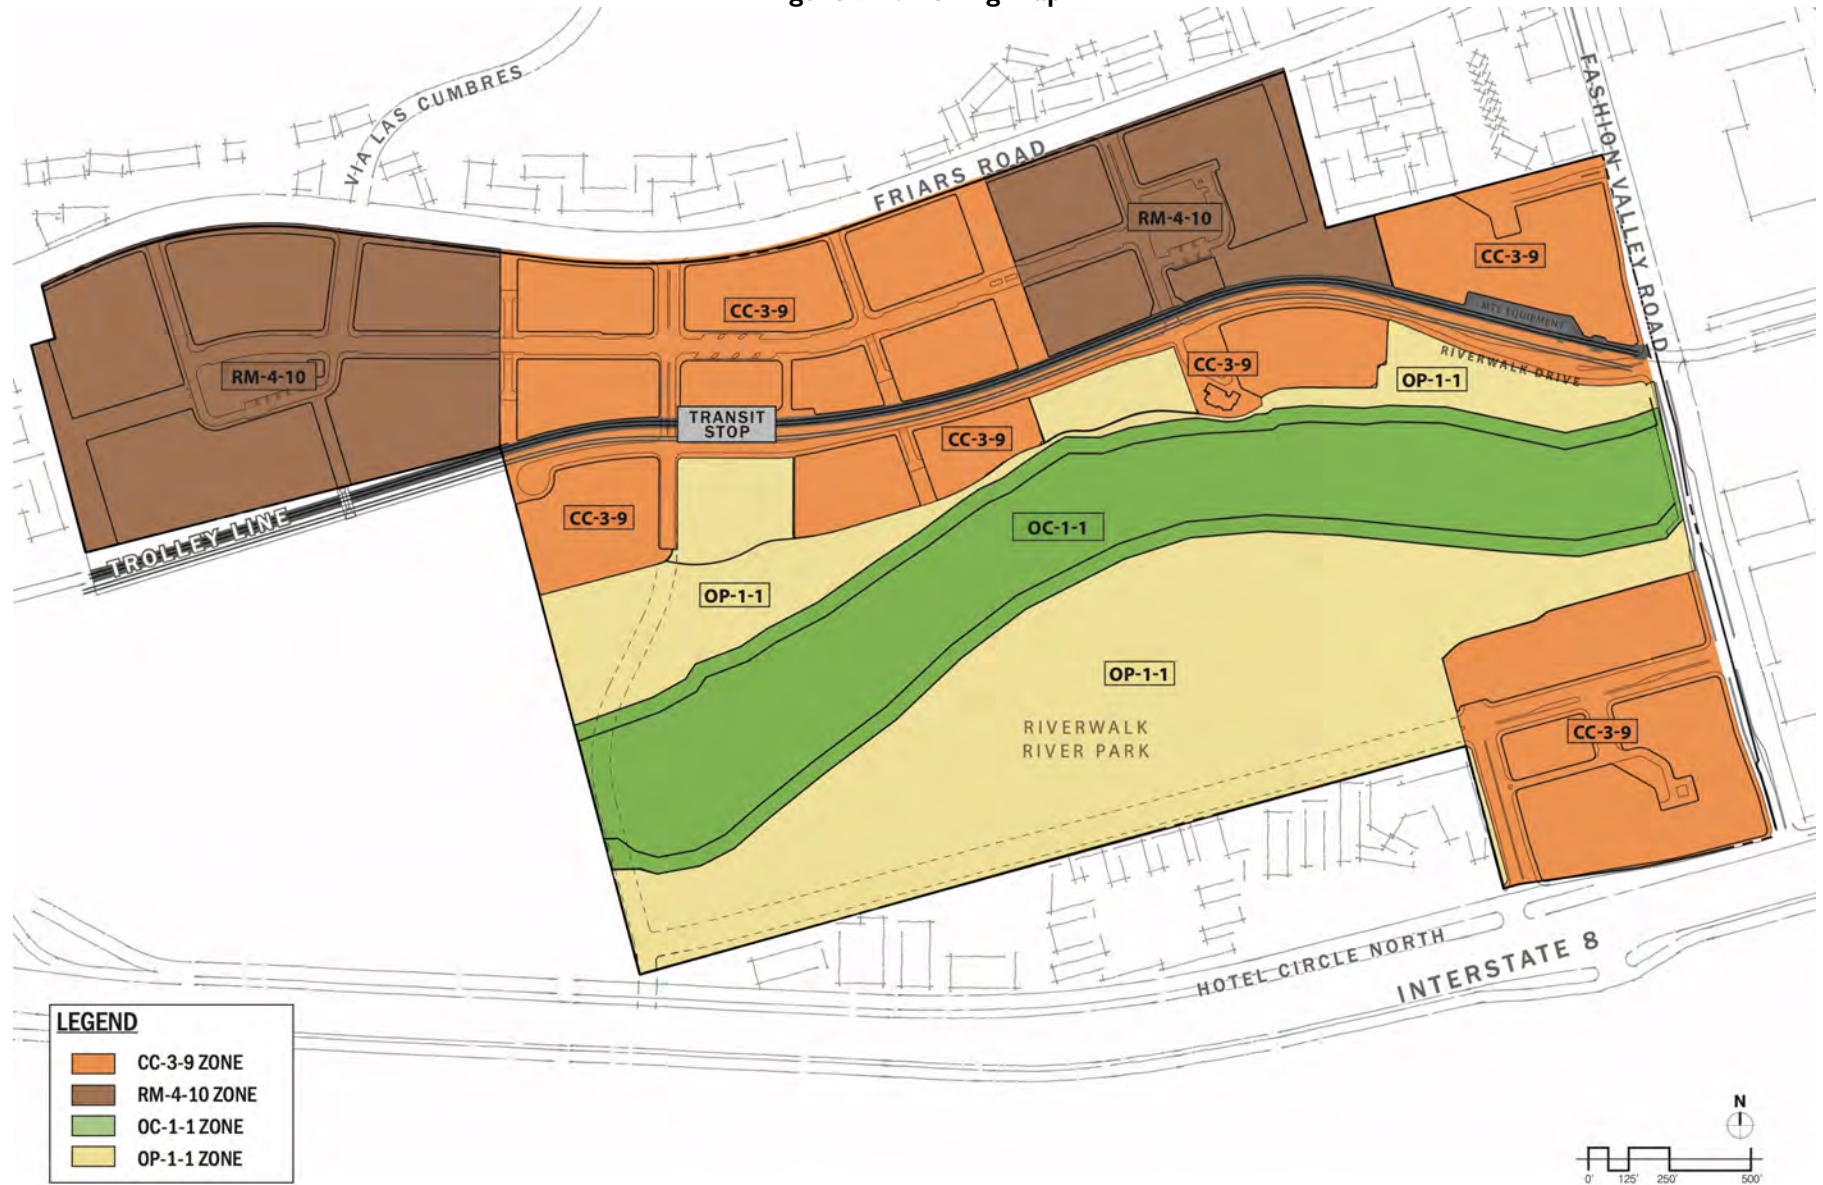 VIA LAS CUMBRES
FRIARS ROAD
FASHION VALLEY ROAD
RM-4-10
CC-3-9
CC-3-9
MTS EQUIPMENT
RIVERWALK DRIVE
RM-4-10
CC-3-9
OP-1-1
TRANSIT
STOP
CC-3-9
CC-3-9
OC-1-1
TROLLEY LINE
OP-1-1
OP-1-1
RIVERWALK
RIVER PARK
CC-3-9
HOTEL CIRCLE NORTH
INTERSTATE 8
LEGEND
CC-3-9 ZONE
RM-4-10 ZONE
OC-1-1 ZONE
OP-1-1 ZONE
N
0' 125' 250' 500'